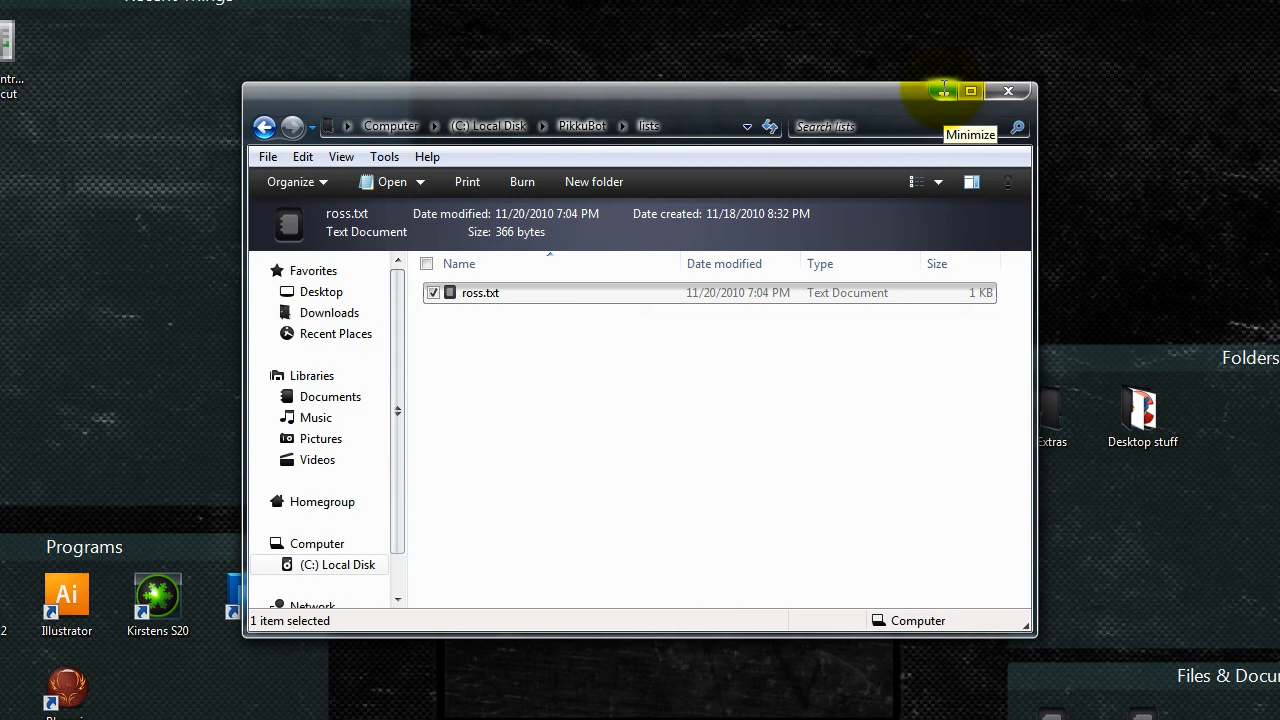 ntr...
cut
Minimize
Computer
(C:) Local Disk
PikkuBot
lists
Search lists
File Edit View Tools Help
Organize Open Print Burn New folder
ross.txt Date modified: 11/20/2010 7:04 PM Date created: 11/18/2010 8:32 PM
Text Document Size: 366 bytes
Name Date modified Type Size
ross.txt 11/20/2010 7:04 PM Text Document 1 KB
Favorites
Desktop
Downloads
Recent Places
Libraries
Documents
Music
Pictures
Videos
Homegroup
Computer
(C:) Local Disk
Network
1 item selected
Computer
Folders
Extras
Desktop stuff
Programs
Ai
2
Illustrator
Kirstens S20
Files & Docu